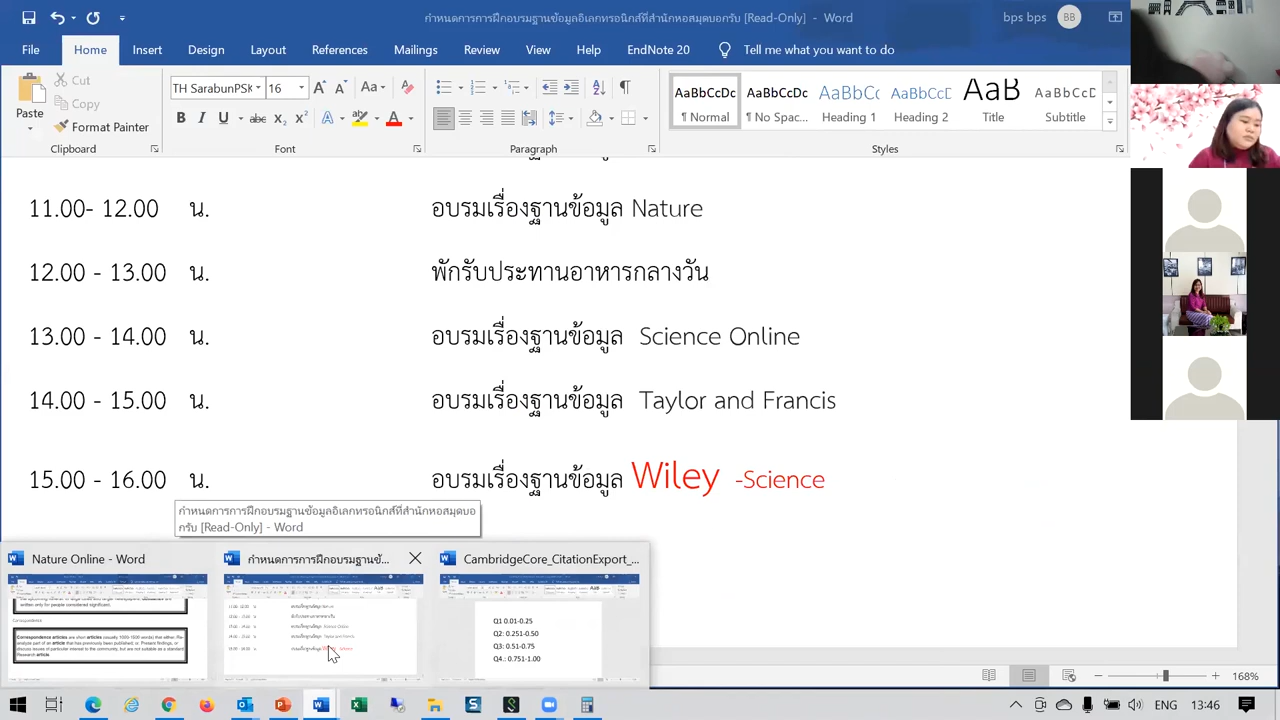 กำหนดการการฝึกอบรมฐานข้อมูลอิเลกทรอนิกส์ที่สำนักหอสมุดบอกรับ [Read-Only] - Word
bps bps
BB
File Home Insert Design Layout References Mailings Review View Help EndNote 20 Tell me what you want to do
Paste
Cut
Copy
Format Painter
TH SarabunPSK 16
AaBbCcDc AaBbCcDc AaBbCc AaBbCcD AaB AaBbCcD
¶ Normal ¶ No Spac... Heading Heading 2 Title Subtitle
Clipboard Font Paragraph Styles
11.00- 12.00 น. อบรมเรื่องฐานข้อมูล Nature
12.00 - 13.00 น. พักรับประทานอาหารกลางวัน
13.00 - 14.00 น. อบรมเรื่องฐานข้อมูล Science Online
14.00 - 15.00 น. อบรมเรื่องฐานข้อมูล Taylor and Francis
15.00 - 16.00 น. อบรมเรื่องฐานข้อมูล Wiley -Science
กำหนดการการฝึกอบรมฐานข้อมูลอิเลกทรอนิกส์ที่สำนักหอสมุดบอ
กรับ [Read-Only] - Word
Nature Online - Word
กำหนดการการฝึกอบรมฐานข้...
CambridgeCore_CitationExport_...
Correspondence articles are short articles (usually 1000-1500 words) that either: Re-
Q1 0.01-0.25
Q2: 0.251-0.50
Q3: 0.51-0.75
Q4.: 0.751-1.00
168%
ENG 13:46